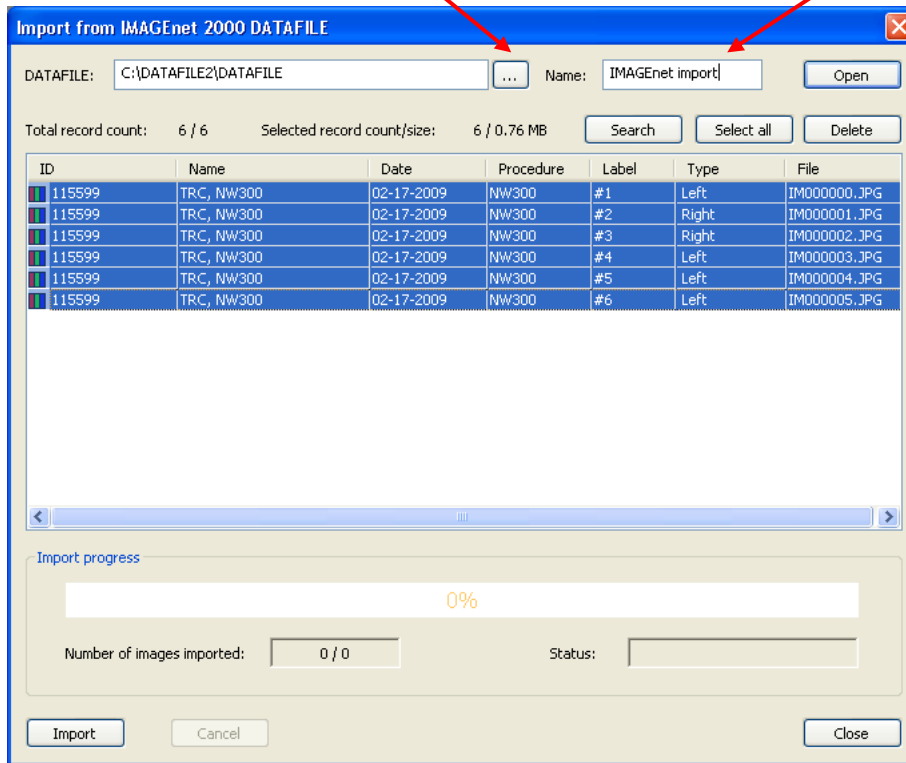 Import from IMAGEnet 2000 DATAFILE
DATAFILE: C:\DATAFILE2\DATAFILE ... Name: IMAGEnet import Open
Total record count: 6 / 6 Selected record count/size: 6 / 0.76 MB Search Select all Delete
ID Name Date Procedure Label Type File
115599 TRC, NW300 02-17-2009 NW300 #1 Left IM000000.JPG
115599 TRC, NW300 02-17-2009 NW300 #2 Right IM000001.JPG
115599 TRC, NW300 02-17-2009 NW300 #3 Right IM000002.JPG
115599 TRC, NW300 02-17-2009 NW300 #4 Left IM000003.JPG
115599 TRC, NW300 02-17-2009 NW300 #5 Left IM000004.JPG
115599 TRC, NW300 02-17-2009 NW300 #6 Left IM000005.JPG
Import progress
0%
Number of images imported: 0 / 0 Status:
Import Cancel Close